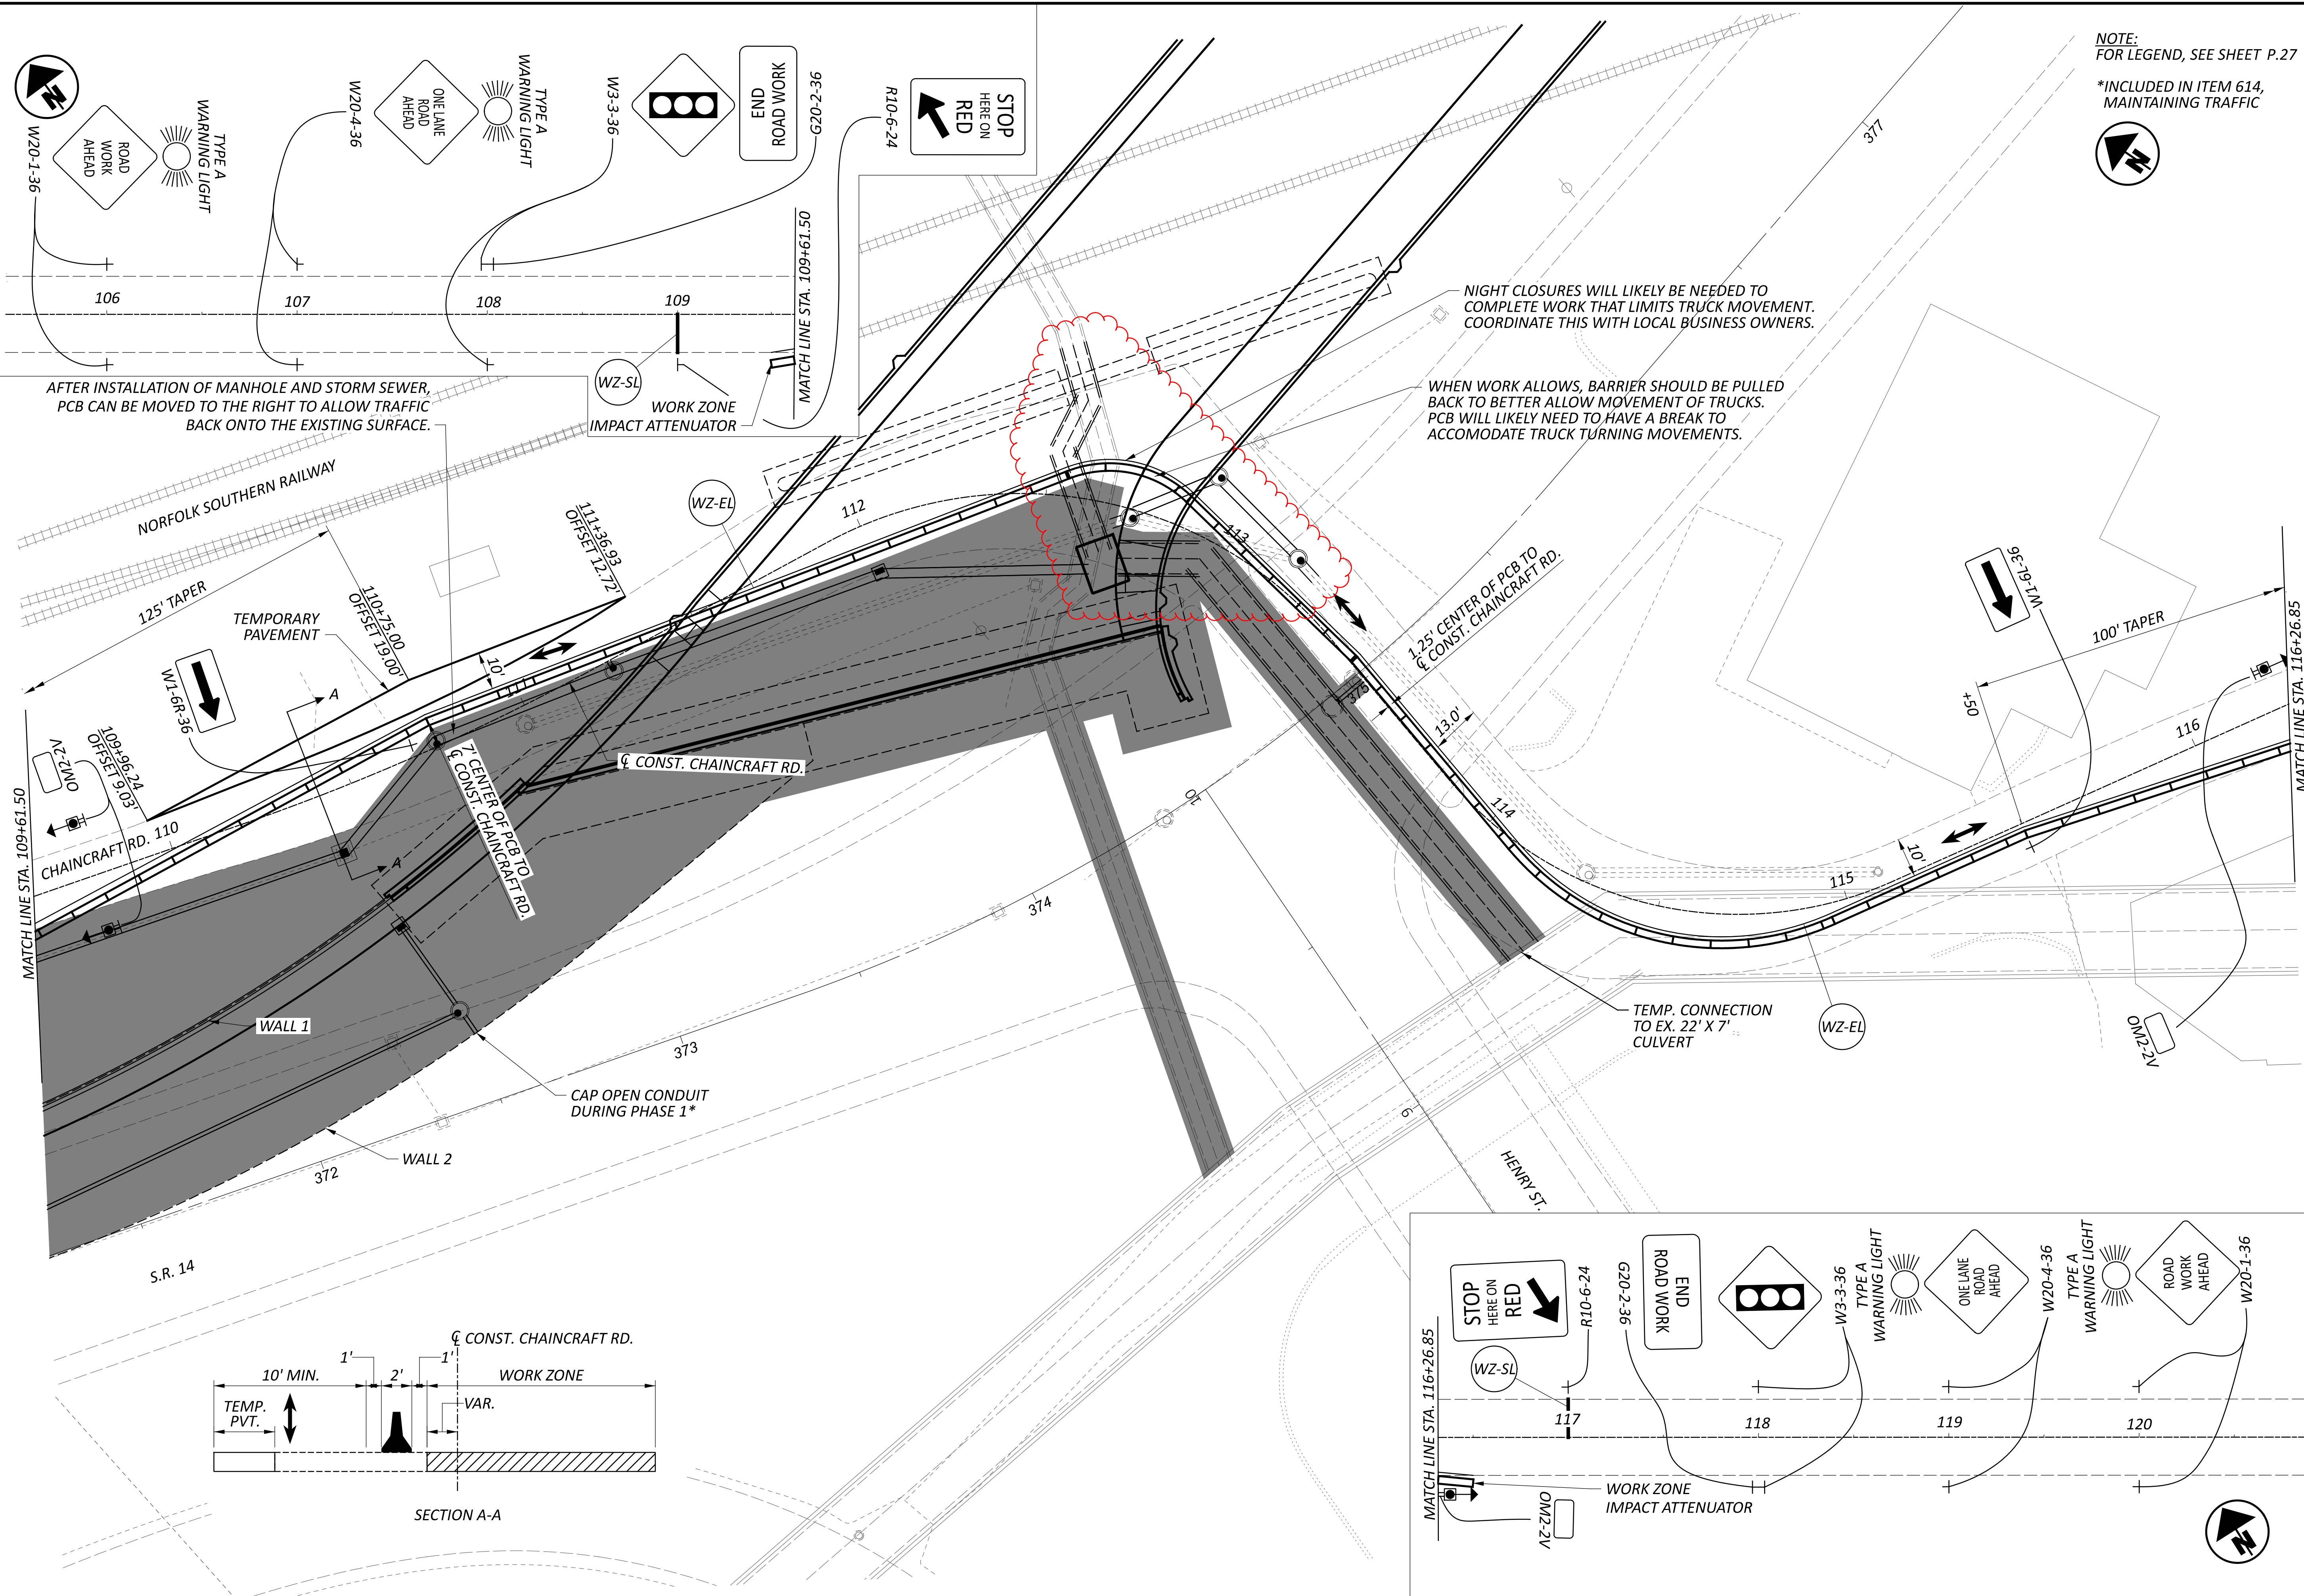 NOTE:
FOR LEGEND, SEE SHEET P.27
*INCLUDED IN ITEM 614,
MAINTAINING TRAFFIC
N
N
W20-1-36
ROAD
WORK
AHEAD
TYPE A
WARNING LIGHT
W20-4-36
ONE LANE
ROAD
AHEAD
TYPE A
WARNING LIGHT
W3-3-36
END
ROAD WORK
G20-2-36
R10-6-24
STOP
HERE ON
RED
106
107
108
109
MATCH LINE STA. 109+61.50
WZ-SL
WORK ZONE
IMPACT ATTENUATOR
377
NIGHT CLOSURES WILL LIKELY BE NEEDED TO
COMPLETE WORK THAT LIMITS TRUCK MOVEMENT.
COORDINATE THIS WITH LOCAL BUSINESS OWNERS.
WHEN WORK ALLOWS, BARRIER SHOULD BE PULLED
BACK TO BETTER ALLOW MOVEMENT OF TRUCKS.
PCB WILL LIKELY NEED TO HAVE A BREAK TO
ACCOMODATE TRUCK TURNING MOVEMENTS.
AFTER INSTALLATION OF MANHOLE AND STORM SEWER,
PCB CAN BE MOVED TO THE RIGHT TO ALLOW TRAFFIC
BACK ONTO THE EXISTING SURFACE.
NORFOLK SOUTHERN RAILWAY
125' TAPER
TEMPORARY
PAVEMENT
110+75.00
OFFSET 19.00'
111+36.93
OFFSET 12.72'
WZ-EL
112
113
111
10'
W1-6R-36
A
A
OM2-2V
109+96.24
OFFSET 9.03'
MATCH LINE STA. 109+61.50
CHAINCRAFT RD.
110
7' CENTER OF PCB TO
℄ CONST. CHAINCRAFT RD.
℄ CONST. CHAINCRAFT RD.
1.25' CENTER OF PCB TO
℄ CONST. CHAINCRAFT RD.
375
13.0'
114
10
374
373
372
WALL 1
WALL 2
CAP OPEN CONDUIT
DURING PHASE 1*
S.R. 14
9
HENRY ST.
TEMP. CONNECTION
TO EX. 22' X 7'
CULVERT
WZ-EL
115
10'
116
+50
100' TAPER
W1-6L-36
OM2-2V
MATCH LINE STA. 116+26.85
℄ CONST. CHAINCRAFT RD.
1'
1'
10' MIN.
2'
WORK ZONE
TEMP.
PVT.
VAR.
SECTION A-A
MATCH LINE STA. 116+26.85
STOP
HERE ON
RED
R10-6-24
WZ-SL
G20-2-36
END
ROAD WORK
W3-3-36
TYPE A
WARNING LIGHT
ONE LANE
ROAD
AHEAD
W20-4-36
TYPE A
WARNING LIGHT
ROAD
WORK
AHEAD
W20-1-36
117
118
119
120
WORK ZONE
IMPACT ATTENUATOR
OM2-2V
N